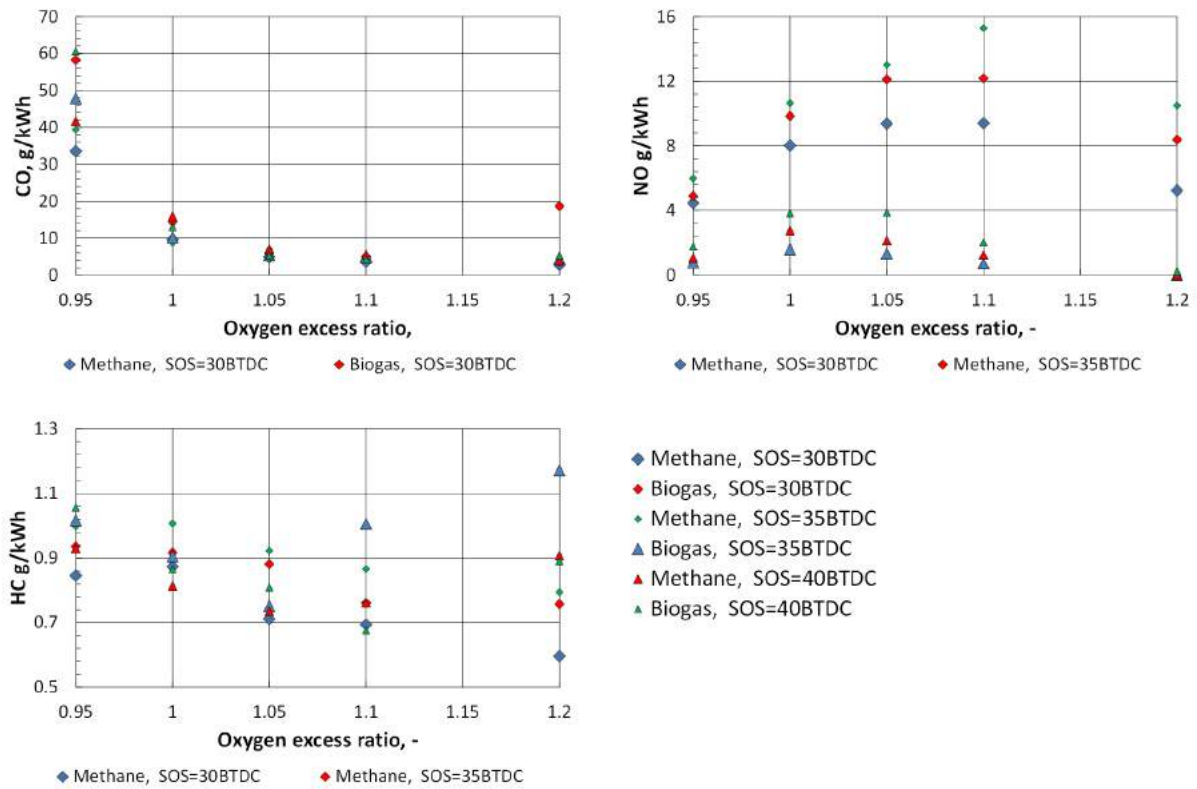 CO, g/kWh
70
60
50
40
30
20
10
0
0.95 1 1.05 1.1 1.15 1.2
Oxygen excess ratio,
Methane, SOS=30BTDC Biogas, SOS=30BTDC
NO g/kWh
16
12
8
4
0
0.95 1 1.05 1.1 1.15 1.2
Oxygen excess ratio, -
Methane, SOS=30BTDC Methane, SOS=35BTDC
HC g/kWh
1.3
1.1
0.9
0.7
0.5
0.95 1 1.05 1.1 1.15 1.2
Oxygen excess ratio, -
Methane, SOS=30BTDC Methane, SOS=35BTDC
Methane, SOS=30BTDC
Biogas, SOS=30BTDC
Methane, SOS=35BTDC
Biogas, SOS=35BTDC
Methane, SOS=40BTDC
Biogas, SOS=40BTDC